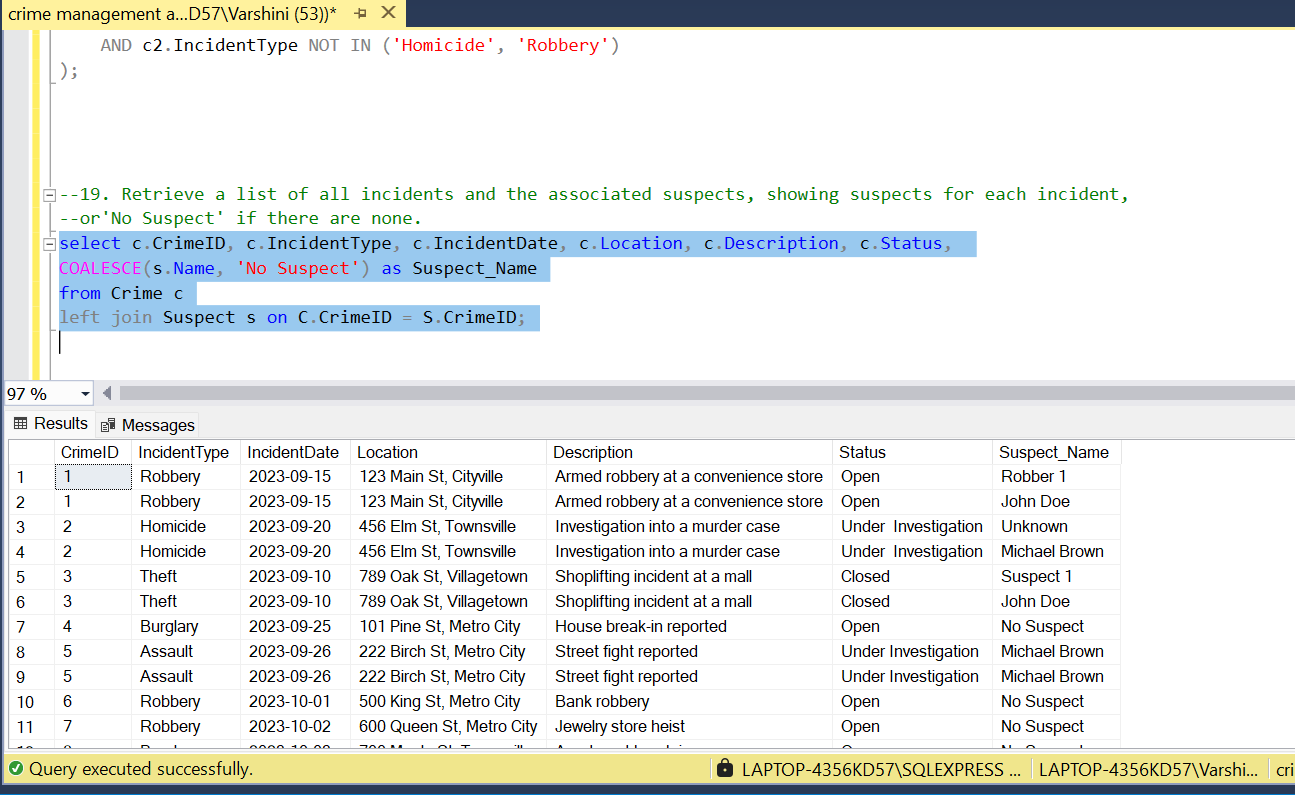 crime management a...D57\Varshini (53))*
AND c2.IncidentType NOT IN ('Homicide', 'Robbery')
);
--19. Retrieve a list of all incidents and the associated suspects, showing suspects for each incident,
--or'No Suspect' if there are none.
select c.CrimeID, c.IncidentType, c.IncidentDate, c.Location, c.Description, c.Status,
COALESCE(s.Name, 'No Suspect') as Suspect_Name
from Crime c
left join Suspect s on C.CrimeID = S.CrimeID;
97 %
Results Messages
CrimeID IncidentType IncidentDate Location Description Status Suspect_Name
1 1 Robbery 2023-09-15 123 Main St, Cityville Armed robbery at a convenience store Open Robber 1
2 1 Robbery 2023-09-15 123 Main St, Cityville Armed robbery at a convenience store Open John Doe
3 2 Homicide 2023-09-20 456 Elm St, Townsville Investigation into a murder case Under  Investigation Unknown
4 2 Homicide 2023-09-20 456 Elm St, Townsville Investigation into a murder case Under  Investigation Michael Brown
5 3 Theft 2023-09-10 789 Oak St, Villagetown Shoplifting incident at a mall Closed Suspect 1
6 3 Theft 2023-09-10 789 Oak St, Villagetown Shoplifting incident at a mall Closed John Doe
7 4 Burglary 2023-09-25 101 Pine St, Metro City House break-in reported Open No Suspect
8 5 Assault 2023-09-26 222 Birch St, Metro City Street fight reported Under Investigation Michael Brown
9 5 Assault 2023-09-26 222 Birch St, Metro City Street fight reported Under Investigation Michael Brown
10 6 Robbery 2023-10-01 500 King St, Metro City Bank robbery Open No Suspect
11 7 Robbery 2023-10-02 600 Queen St, Metro City Jewelry store heist Open No Suspect
Query executed successfully. LAPTOP-4356KD57\SQLEXPRESS ... LAPTOP-4356KD57\Varshi... cri